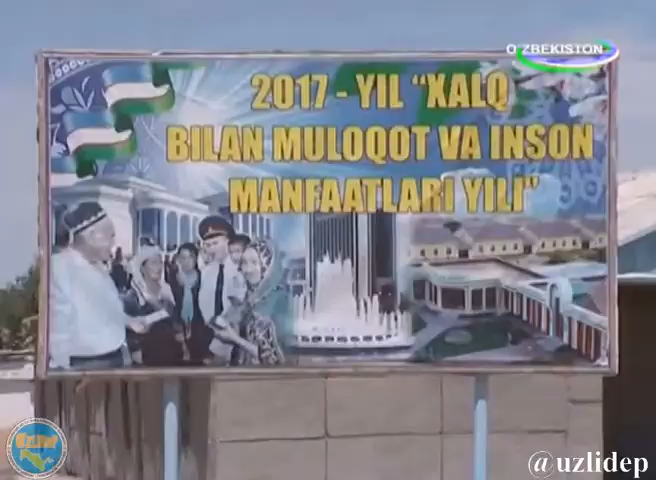 O'ZBEKISTON
2017 - YIL "XALQ
BILAN MULOQOT VA INSON
MANFAATLARI YILI"
@uzlidep